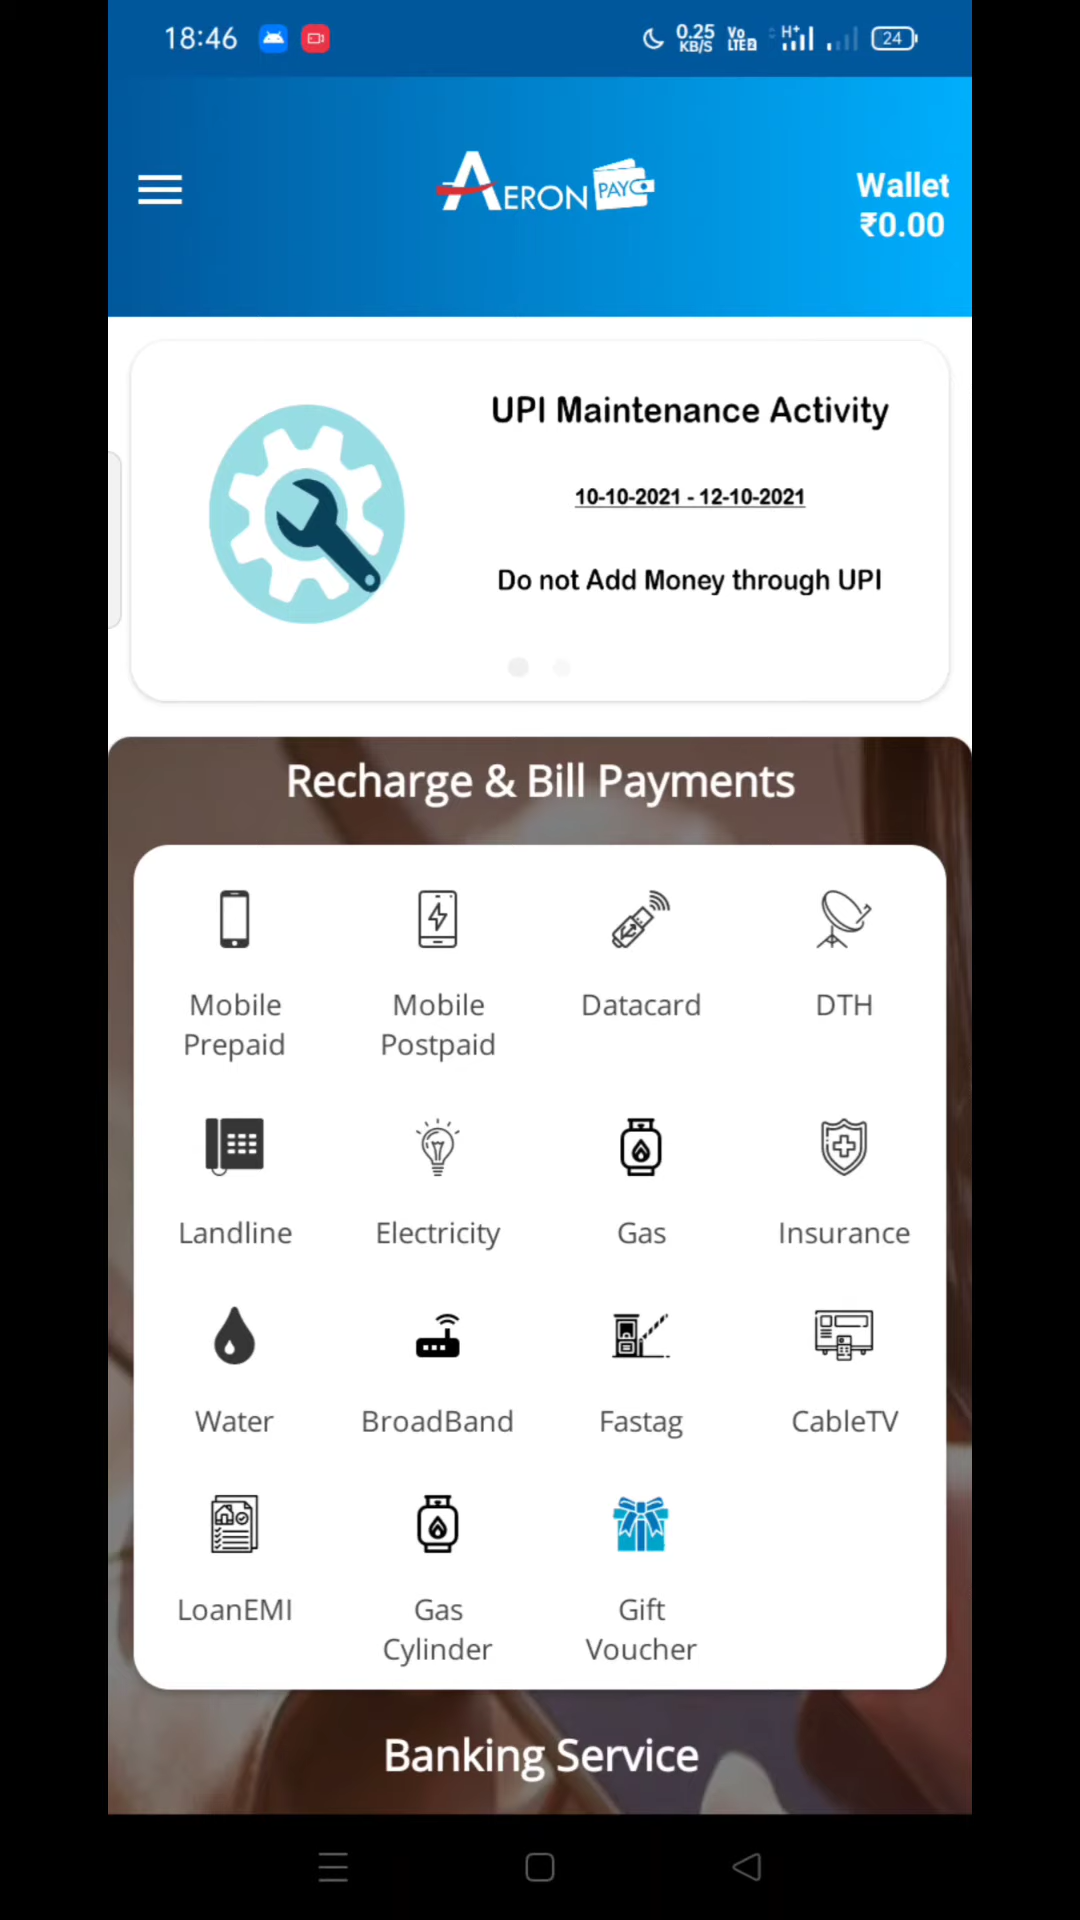 18:46
0.25
KB/S
Vo
LTE 2
H+
24
AERON PAY
Wallet
₹0.00
UPI Maintenance Activity
10-10-2021 - 12-10-2021
Do not Add Money through UPI
Recharge & Bill Payments
Mobile
Prepaid
Mobile
Postpaid
Datacard
DTH
Landline
Electricity
Gas
Insurance
Water
BroadBand
Fastag
CableTV
LoanEMI
Gas
Cylinder
Gift
Voucher
Banking Service